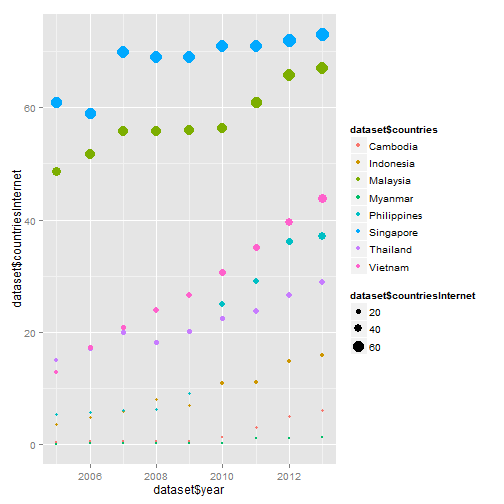 dataset$countriesInternet
60
40
20
0
2006
2008
2010
2012
dataset$year
dataset$countries
Cambodia
Indonesia
Malaysia
Myanmar
Philippines
Singapore
Thailand
Vietnam
dataset$countriesInternet
20
40
60